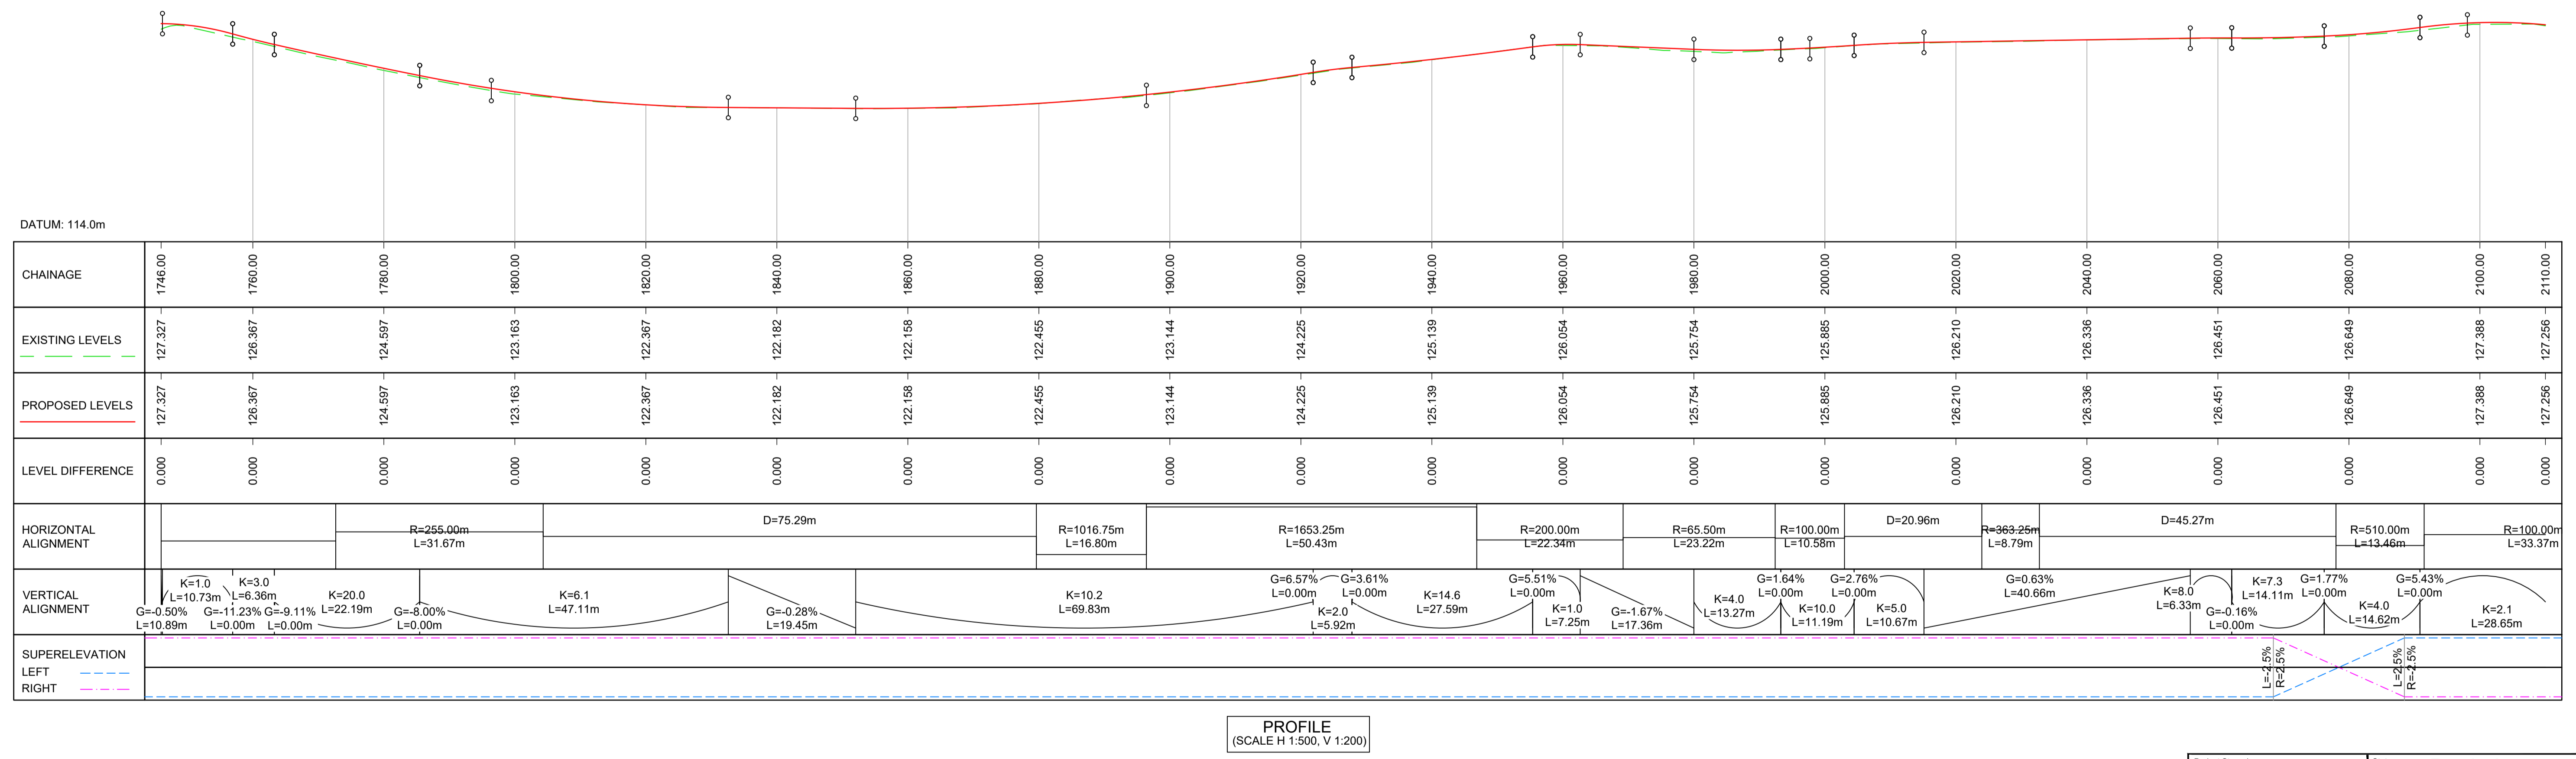 DATUM: 114.0m
CHAINAGE
1746.00 1760.00 1780.00 1800.00 1820.00 1840.00 1860.00 1880.00 1900.00 1920.00 1940.00 1960.00 1980.00 2000.00 2020.00 2040.00 2060.00 2080.00 2100.00 2110.00
EXISTING LEVELS
127.327 126.367 124.597 123.163 122.367 122.182 122.158 122.455 123.144 124.225 125.139 126.054 125.754 125.885 126.210 126.336 126.451 126.649 127.388 127.256
PROPOSED LEVELS
127.327 126.367 124.597 123.163 122.367 122.182 122.158 122.455 123.144 124.225 125.139 126.054 125.754 125.885 126.210 126.336 126.451 126.649 127.388 127.256
LEVEL DIFFERENCE
0.000 0.000 0.000 0.000 0.000 0.000 0.000 0.000 0.000 0.000 0.000 0.000 0.000 0.000 0.000 0.000 0.000 0.000 0.000 0.000
HORIZONTAL
ALIGNMENT
R=255.00m
L=31.67m
D=75.29m
R=1016.75m
L=16.80m
R=1653.25m
L=50.43m
R=200.00m
L=22.34m
R=65.50m
L=23.22m
R=100.00m
L=10.58m
D=20.96m
R=363.25m
L=8.79m
D=45.27m
R=510.00m
L=13.46m
R=100.00m
L=33.37m
VERTICAL
ALIGNMENT
G=-0.50%
L=10.89m
K=1.0
L=10.73m
G=-11.23%
L=0.00m
K=3.0
L=6.36m
G=-9.11%
L=0.00m
K=20.0
L=22.19m
G=-8.00%
L=0.00m
K=6.1
L=47.11m
G=-0.28%
L=19.45m
K=10.2
L=69.83m
G=6.57%
L=0.00m
K=2.0
L=5.92m
G=3.61%
L=0.00m
K=14.6
L=27.59m
G=5.51%
L=0.00m
K=1.0
L=7.25m
G=-1.67%
L=17.36m
K=4.0
L=13.27m
G=1.64%
L=0.00m
K=10.0
L=11.19m
G=2.76%
L=0.00m
K=5.0
L=10.67m
G=0.63%
L=40.66m
K=8.0
L=6.33m
G=-0.16%
L=0.00m
K=7.3
L=14.11m
G=1.77%
L=0.00m
K=4.0
L=14.62m
G=5.43%
L=0.00m
K=2.1
L=28.65m
SUPERELEVATION
LEFT
RIGHT
L=-2.5%
R=2.5%
L=2.5%
R=-2.5%
PROFILE
(SCALE H 1:500, V 1:200)